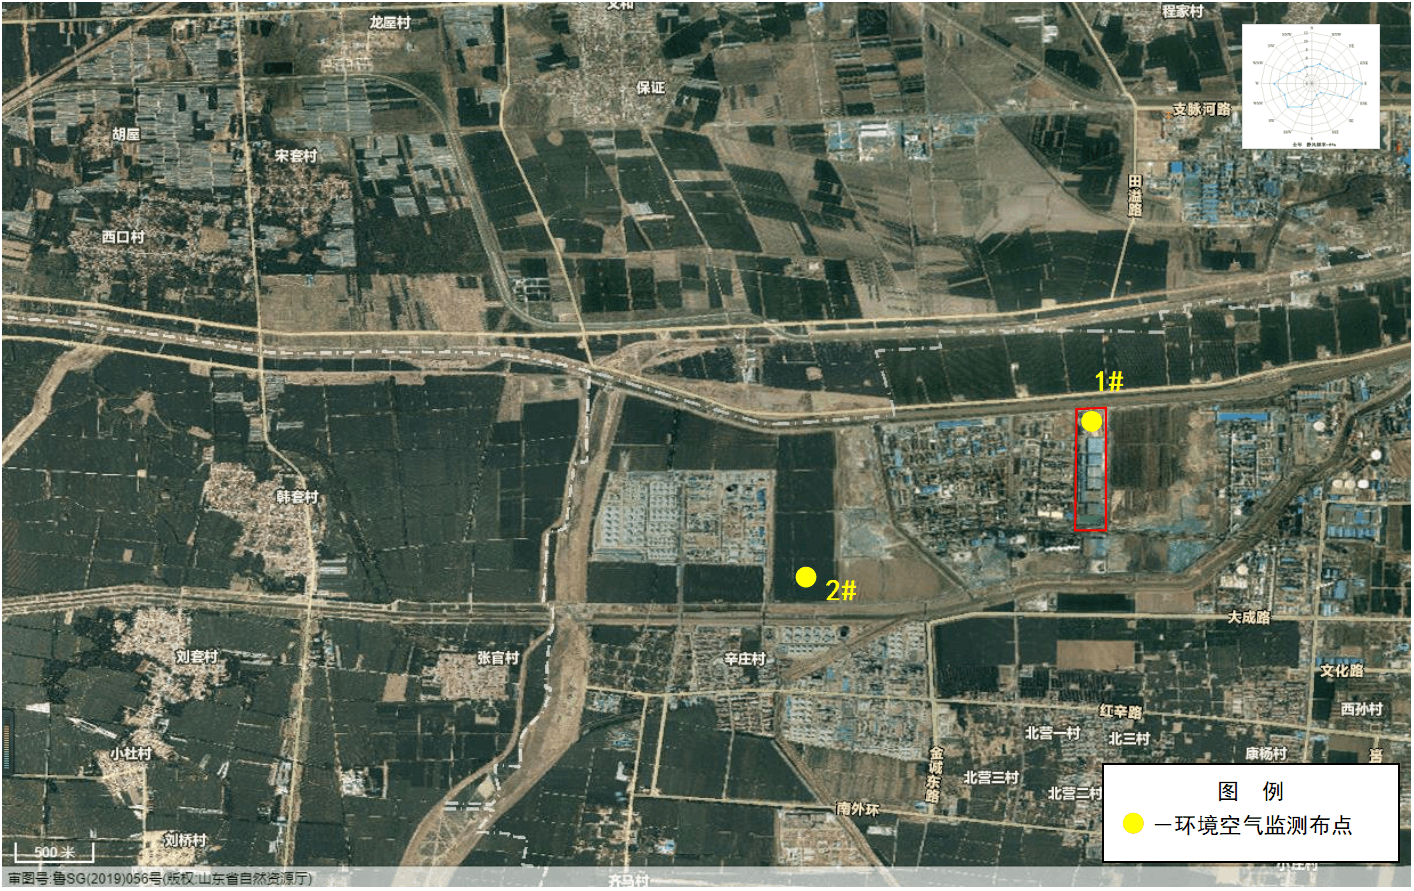 龙屋村
程家村
保证
支脉河路
胡屋
宋套村
田溢路
西口村
1#
韩套村
2#
大成路
刘套村
张官村
辛庄村
文化路
红辛路
西孙村
北营一村
北三村
小杜村
康杨村
金诚东路
北营三村
北营二村
图 例
南外环
一环境空气监测布点
刘桥村
500 米
审图号:鲁SG(2019)056号(版权:山东省自然资源厅)
齐马村